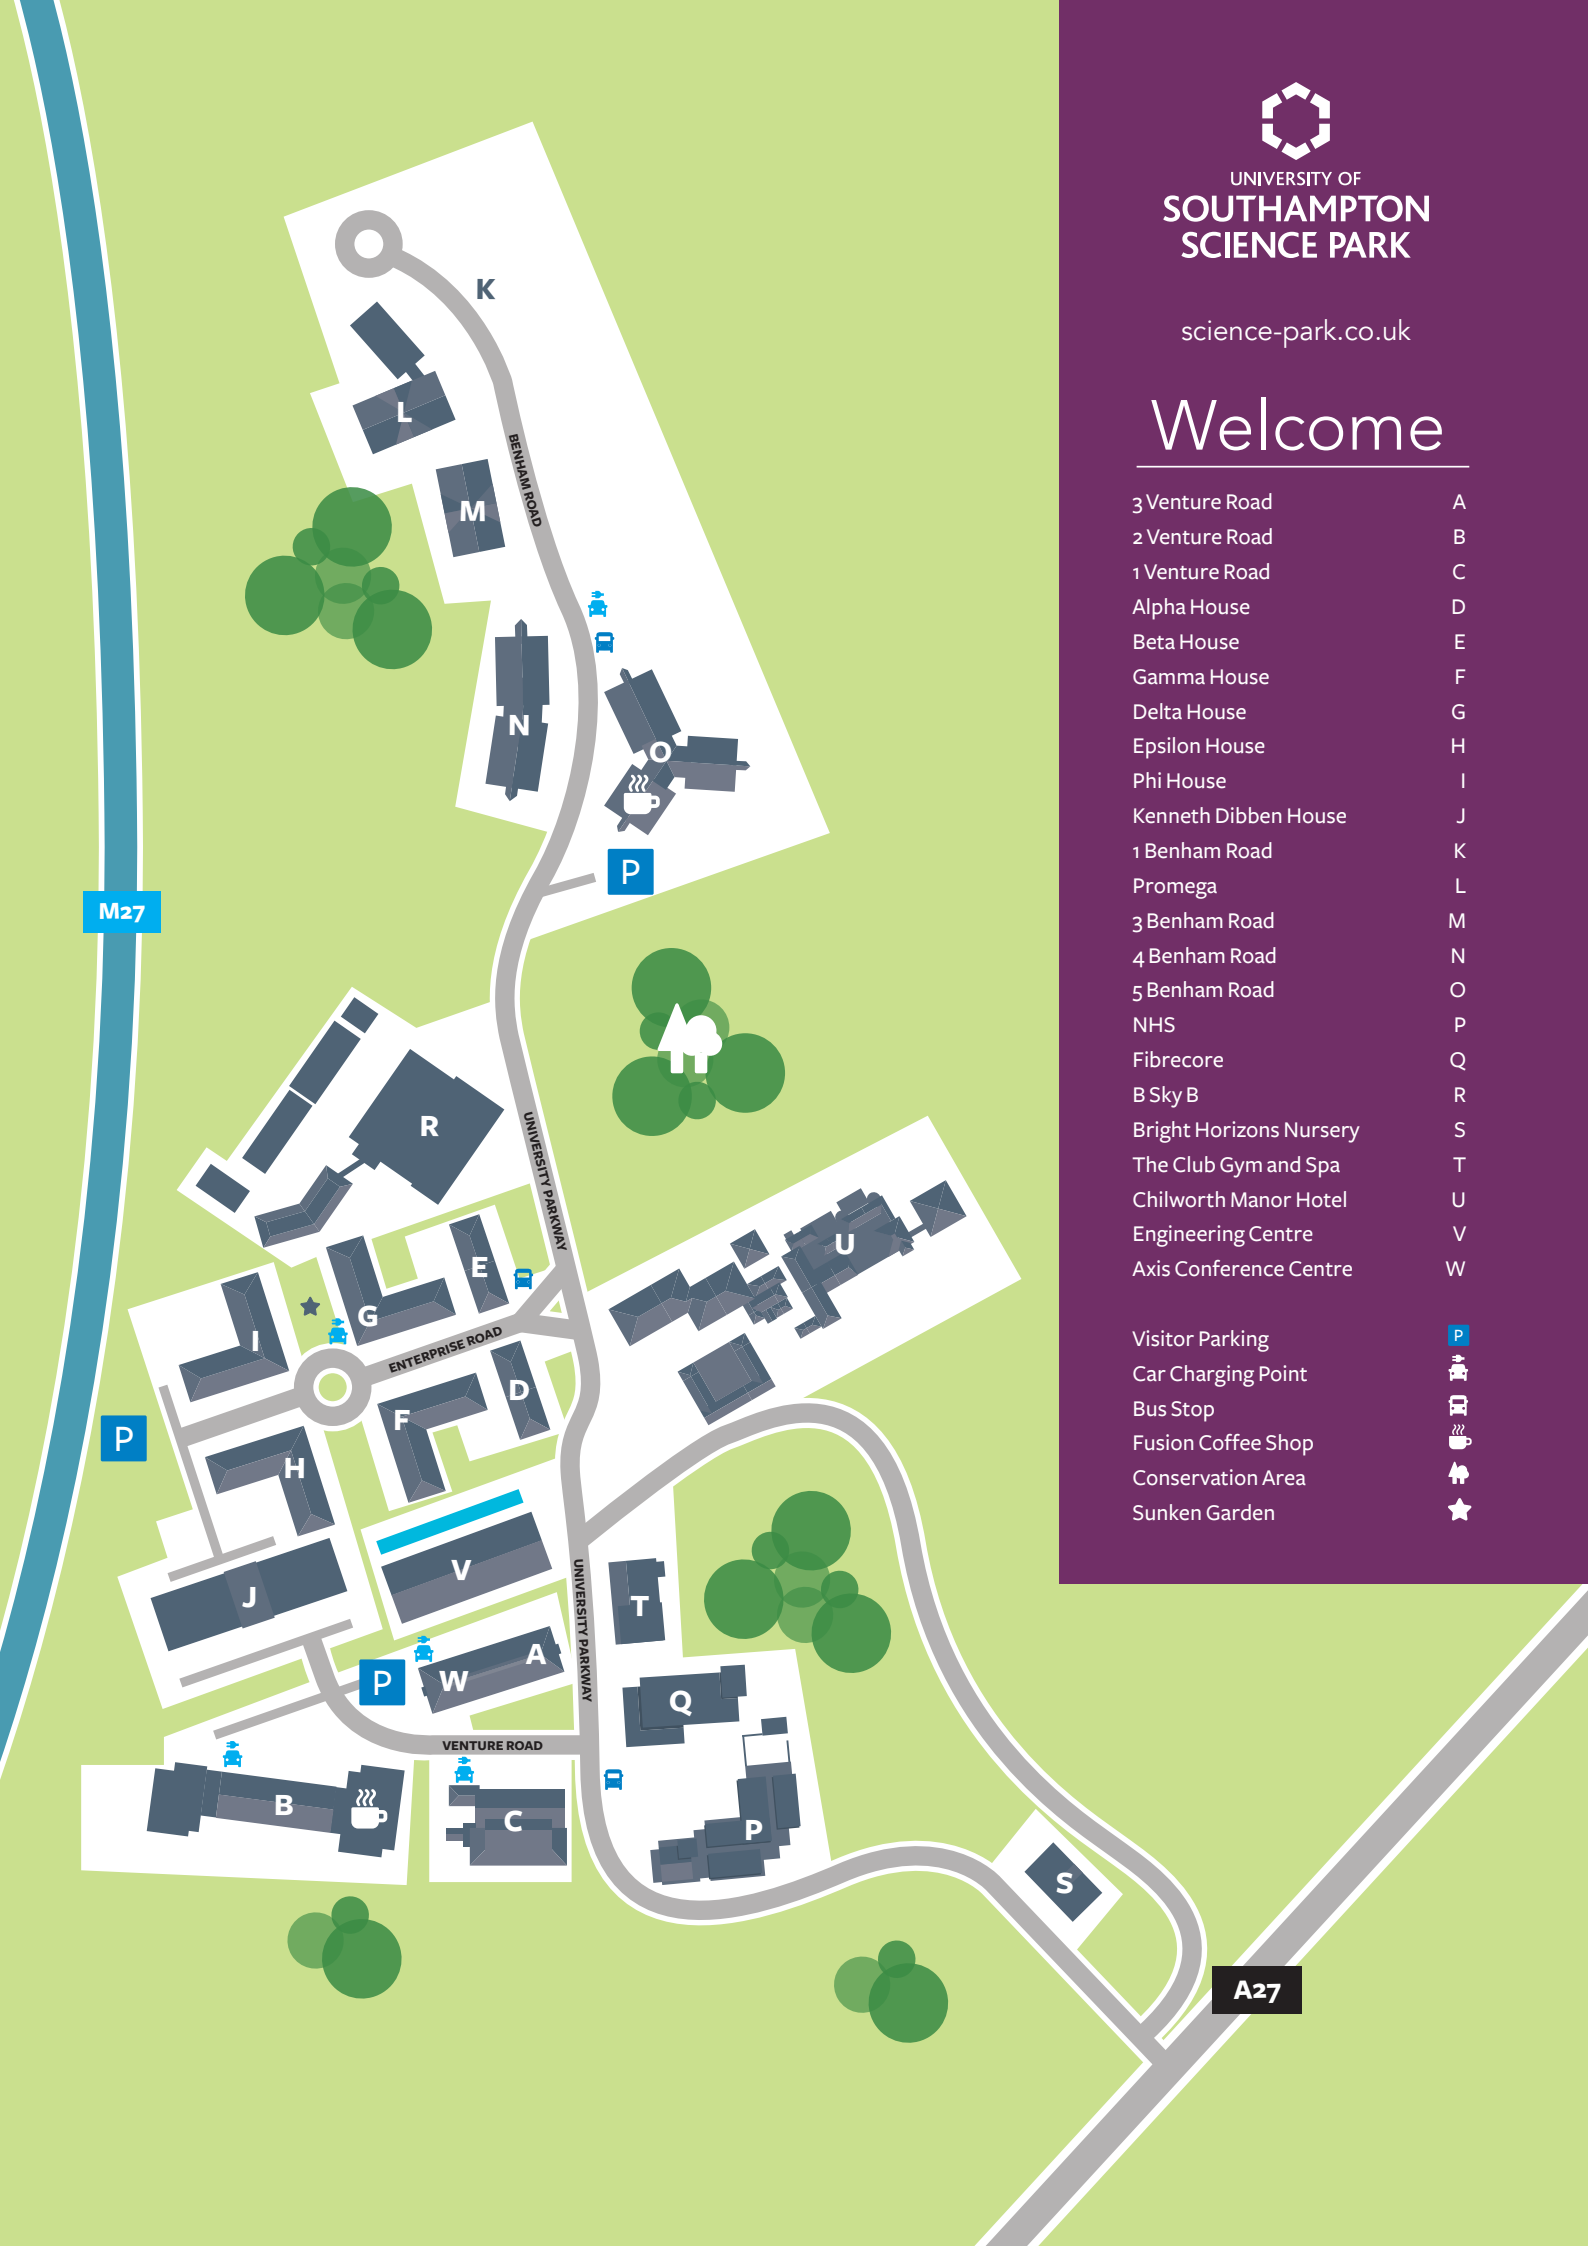 UNIVERSITY OF
SOUTHAMPTON
SCIENCE PARK
science-park.co.uk
Welcome
3 Venture Road A
2 Venture Road B
1 Venture Road C
Alpha House D
Beta House E
Gamma House F
Delta House G
Epsilon House H
Phi House I
Kenneth Dibben House J
1 Benham Road K
Promega L
3 Benham Road M
4 Benham Road N
5 Benham Road O
NHS P
Fibrecore Q
B Sky B R
Bright Horizons Nursery S
The Club Gym and Spa T
Chilworth Manor Hotel U
Engineering Centre V
Axis Conference Centre W
Visitor Parking P
Car Charging Point
Bus Stop
Fusion Coffee Shop
Conservation Area
Sunken Garden
K
L
BENHAM ROAD
M
N
O
P
M27
R
UNIVERSITY PARKWAY
U
E
G
I
ENTERPRISE ROAD
D
F
P
H
V
J
T
UNIVERSITY PARKWAY
A
W
P
Q
VENTURE ROAD
B
C
P
S
A27